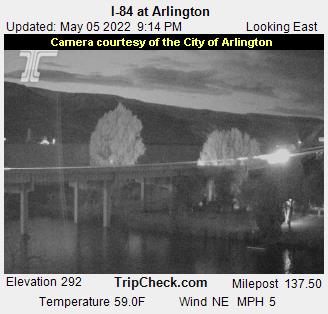 I-84 at Arlington
Updated: May 05 2022 9:14 PM Looking East
Camera courtesy of the City of Arlington
Elevation 292 TripCheck.com Milepost 137.50
Temperature 59.0F Wind NE MPH 5